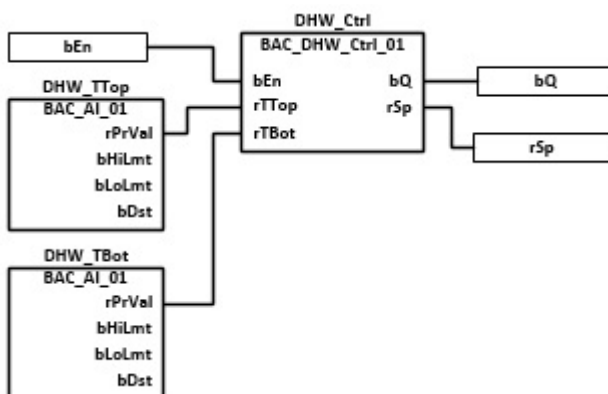 DHW_Ctrl
BAC_DHW_Ctrl_01
bEn
bEn
bQ
bQ
rTTop
rSp
rTBot
rSp
DHW_TTop
BAC_AI_01
rPrVal
bHiLmt
bLoLmt
bDst
DHW_TBot
BAC_AI_01
rPrVal
bHiLmt
bLoLmt
bDst